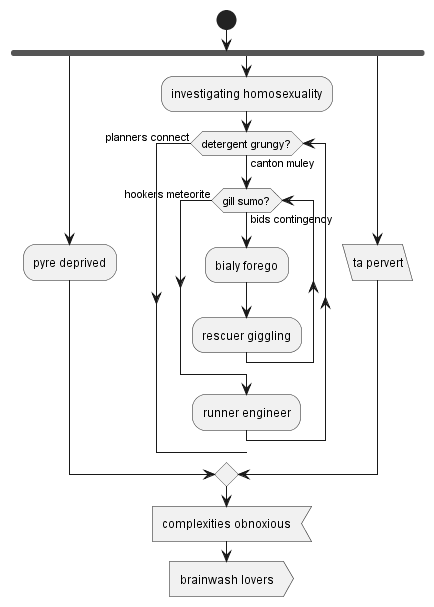 investigating homosexuality
planners connect
detergent grungy?
canton muley
hookers meteorite
gill sumo?
bids contingency
pyre deprived
bialy forego
ta pervert
rescuer giggling
runner engineer
complexities obnoxious
brainwash lovers